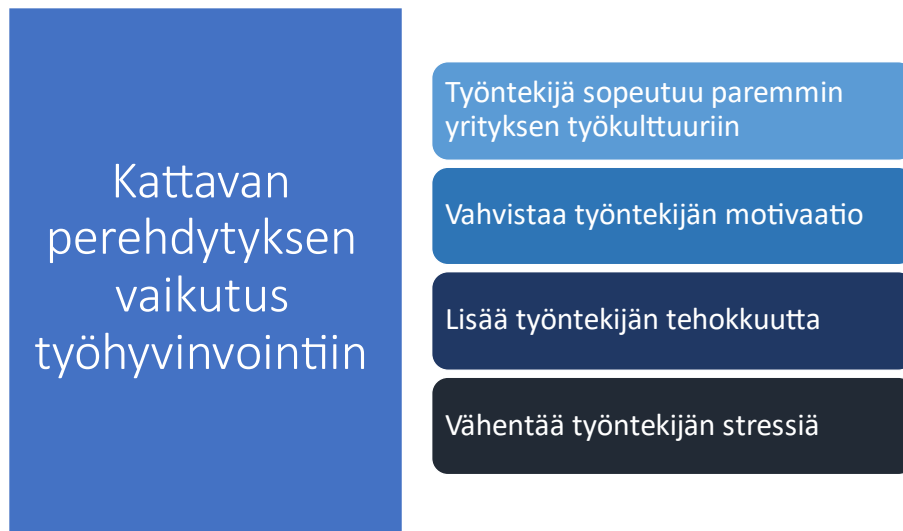 Kattavan
perehdytyksen
vaikutus
työhyvinvointiin
Työntekijä sopeutuu paremmin
yrityksen työkulttuuriin
Vahvistaa työntekijän motivaatio
Lisää työntekijän tehokkuutta
Vähentää työntekijän stressiä